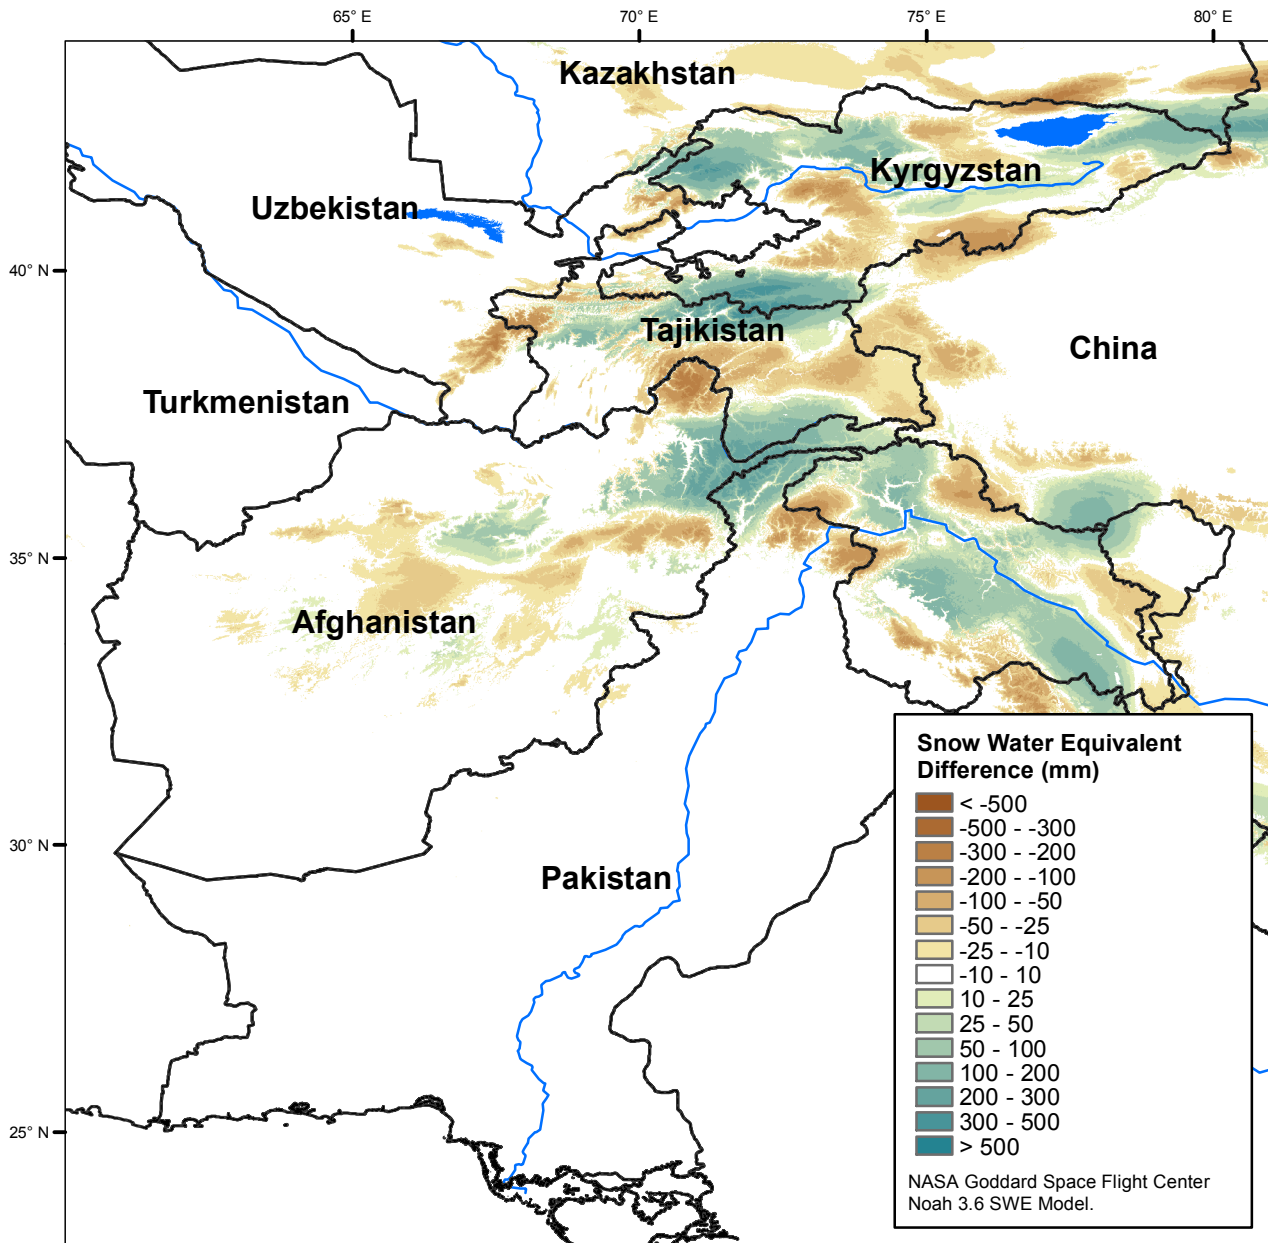 65° E
70° E
75° E
80° E
Kazakhstan
Kyrgyzstan
Uzbekistan
40° N
Tajikistan
China
Turkmenistan
35° N
Afghanistan
Snow Water Equivalent
Difference (mm)
< -500
-500 - -300
-300 - -200
-200 - -100
-100 - -50
-50 - -25
-25 - -10
-10 - 10
10 - 25
25 - 50
50 - 100
100 - 200
200 - 300
300 - 500
> 500
NASA Goddard Space Flight Center
Noah 3.6 SWE Model.
30° N
Pakistan
25° N